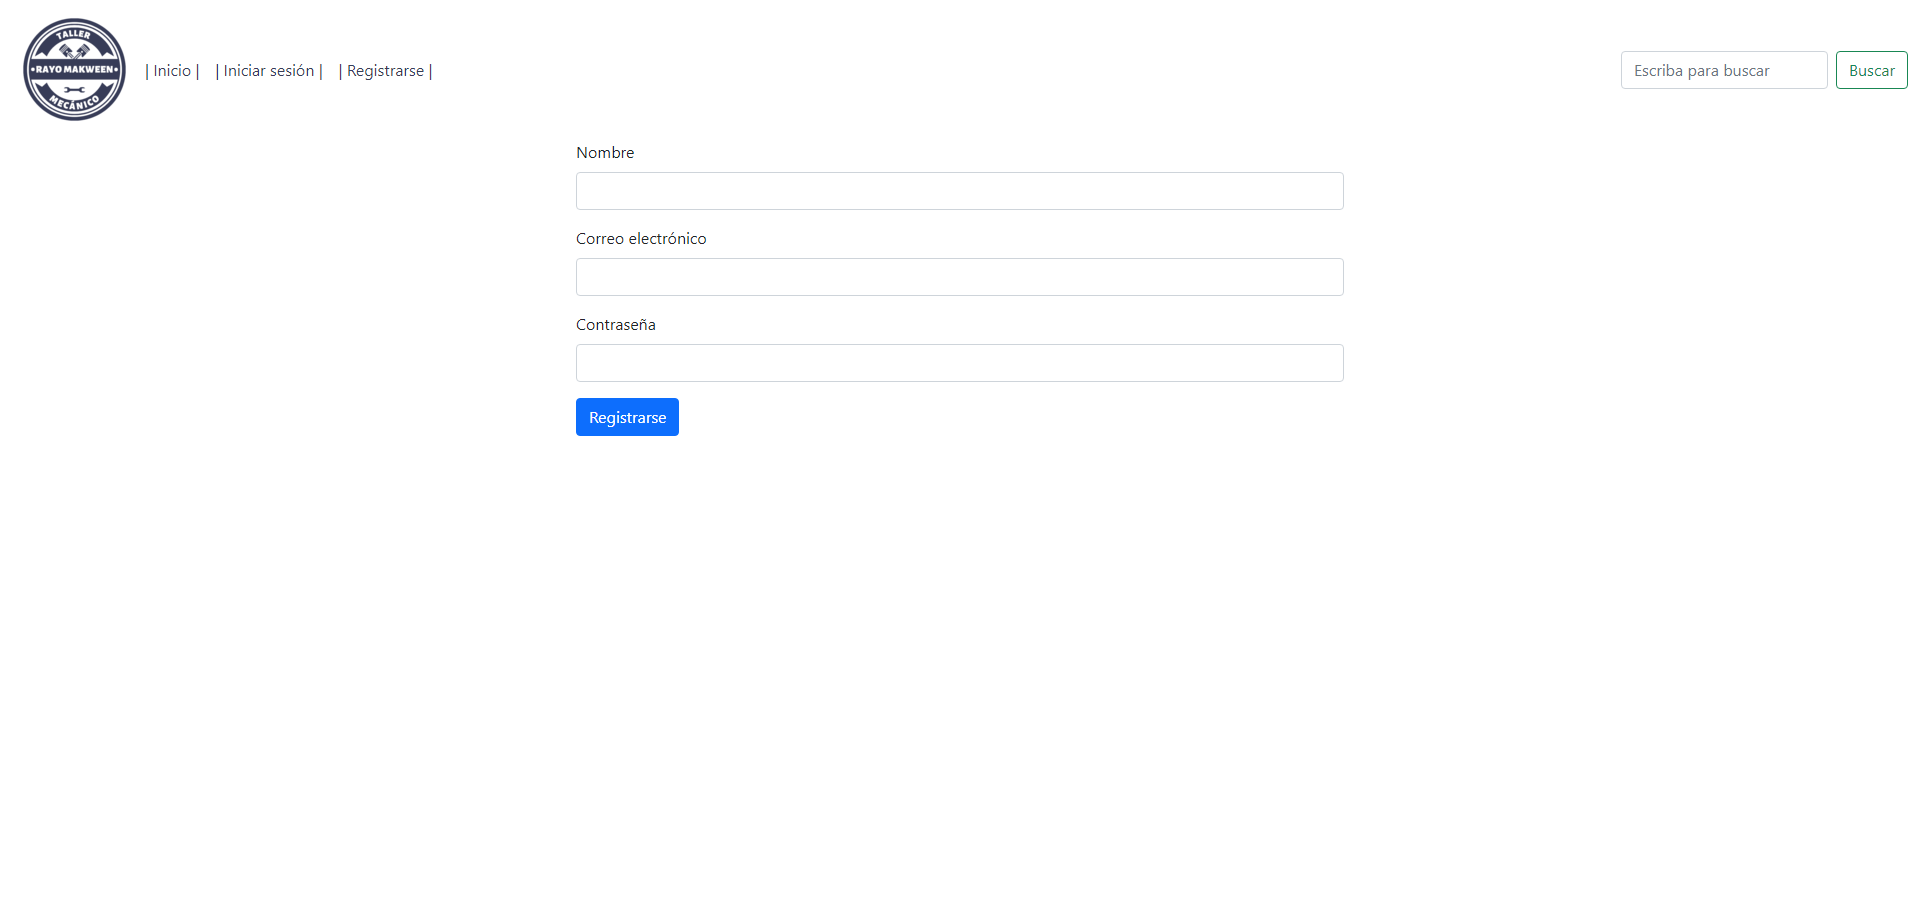 TALLER
RAYO MAKWEEN
MECÁNICO
| Inicio | | Iniciar sesión | | Registrarse |
Escriba para buscar
Buscar
Nombre
Correo electrónico
Contraseña
Registrarse